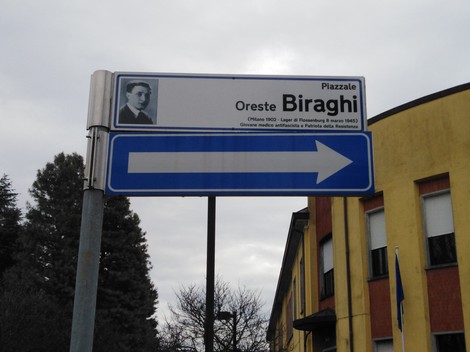 Piazzale
Oreste Biraghi
(Milano 1902 - Lager di Flossenburg 8 marzo 1945)
Giovane medico antifascista e Patriota della Resistenza